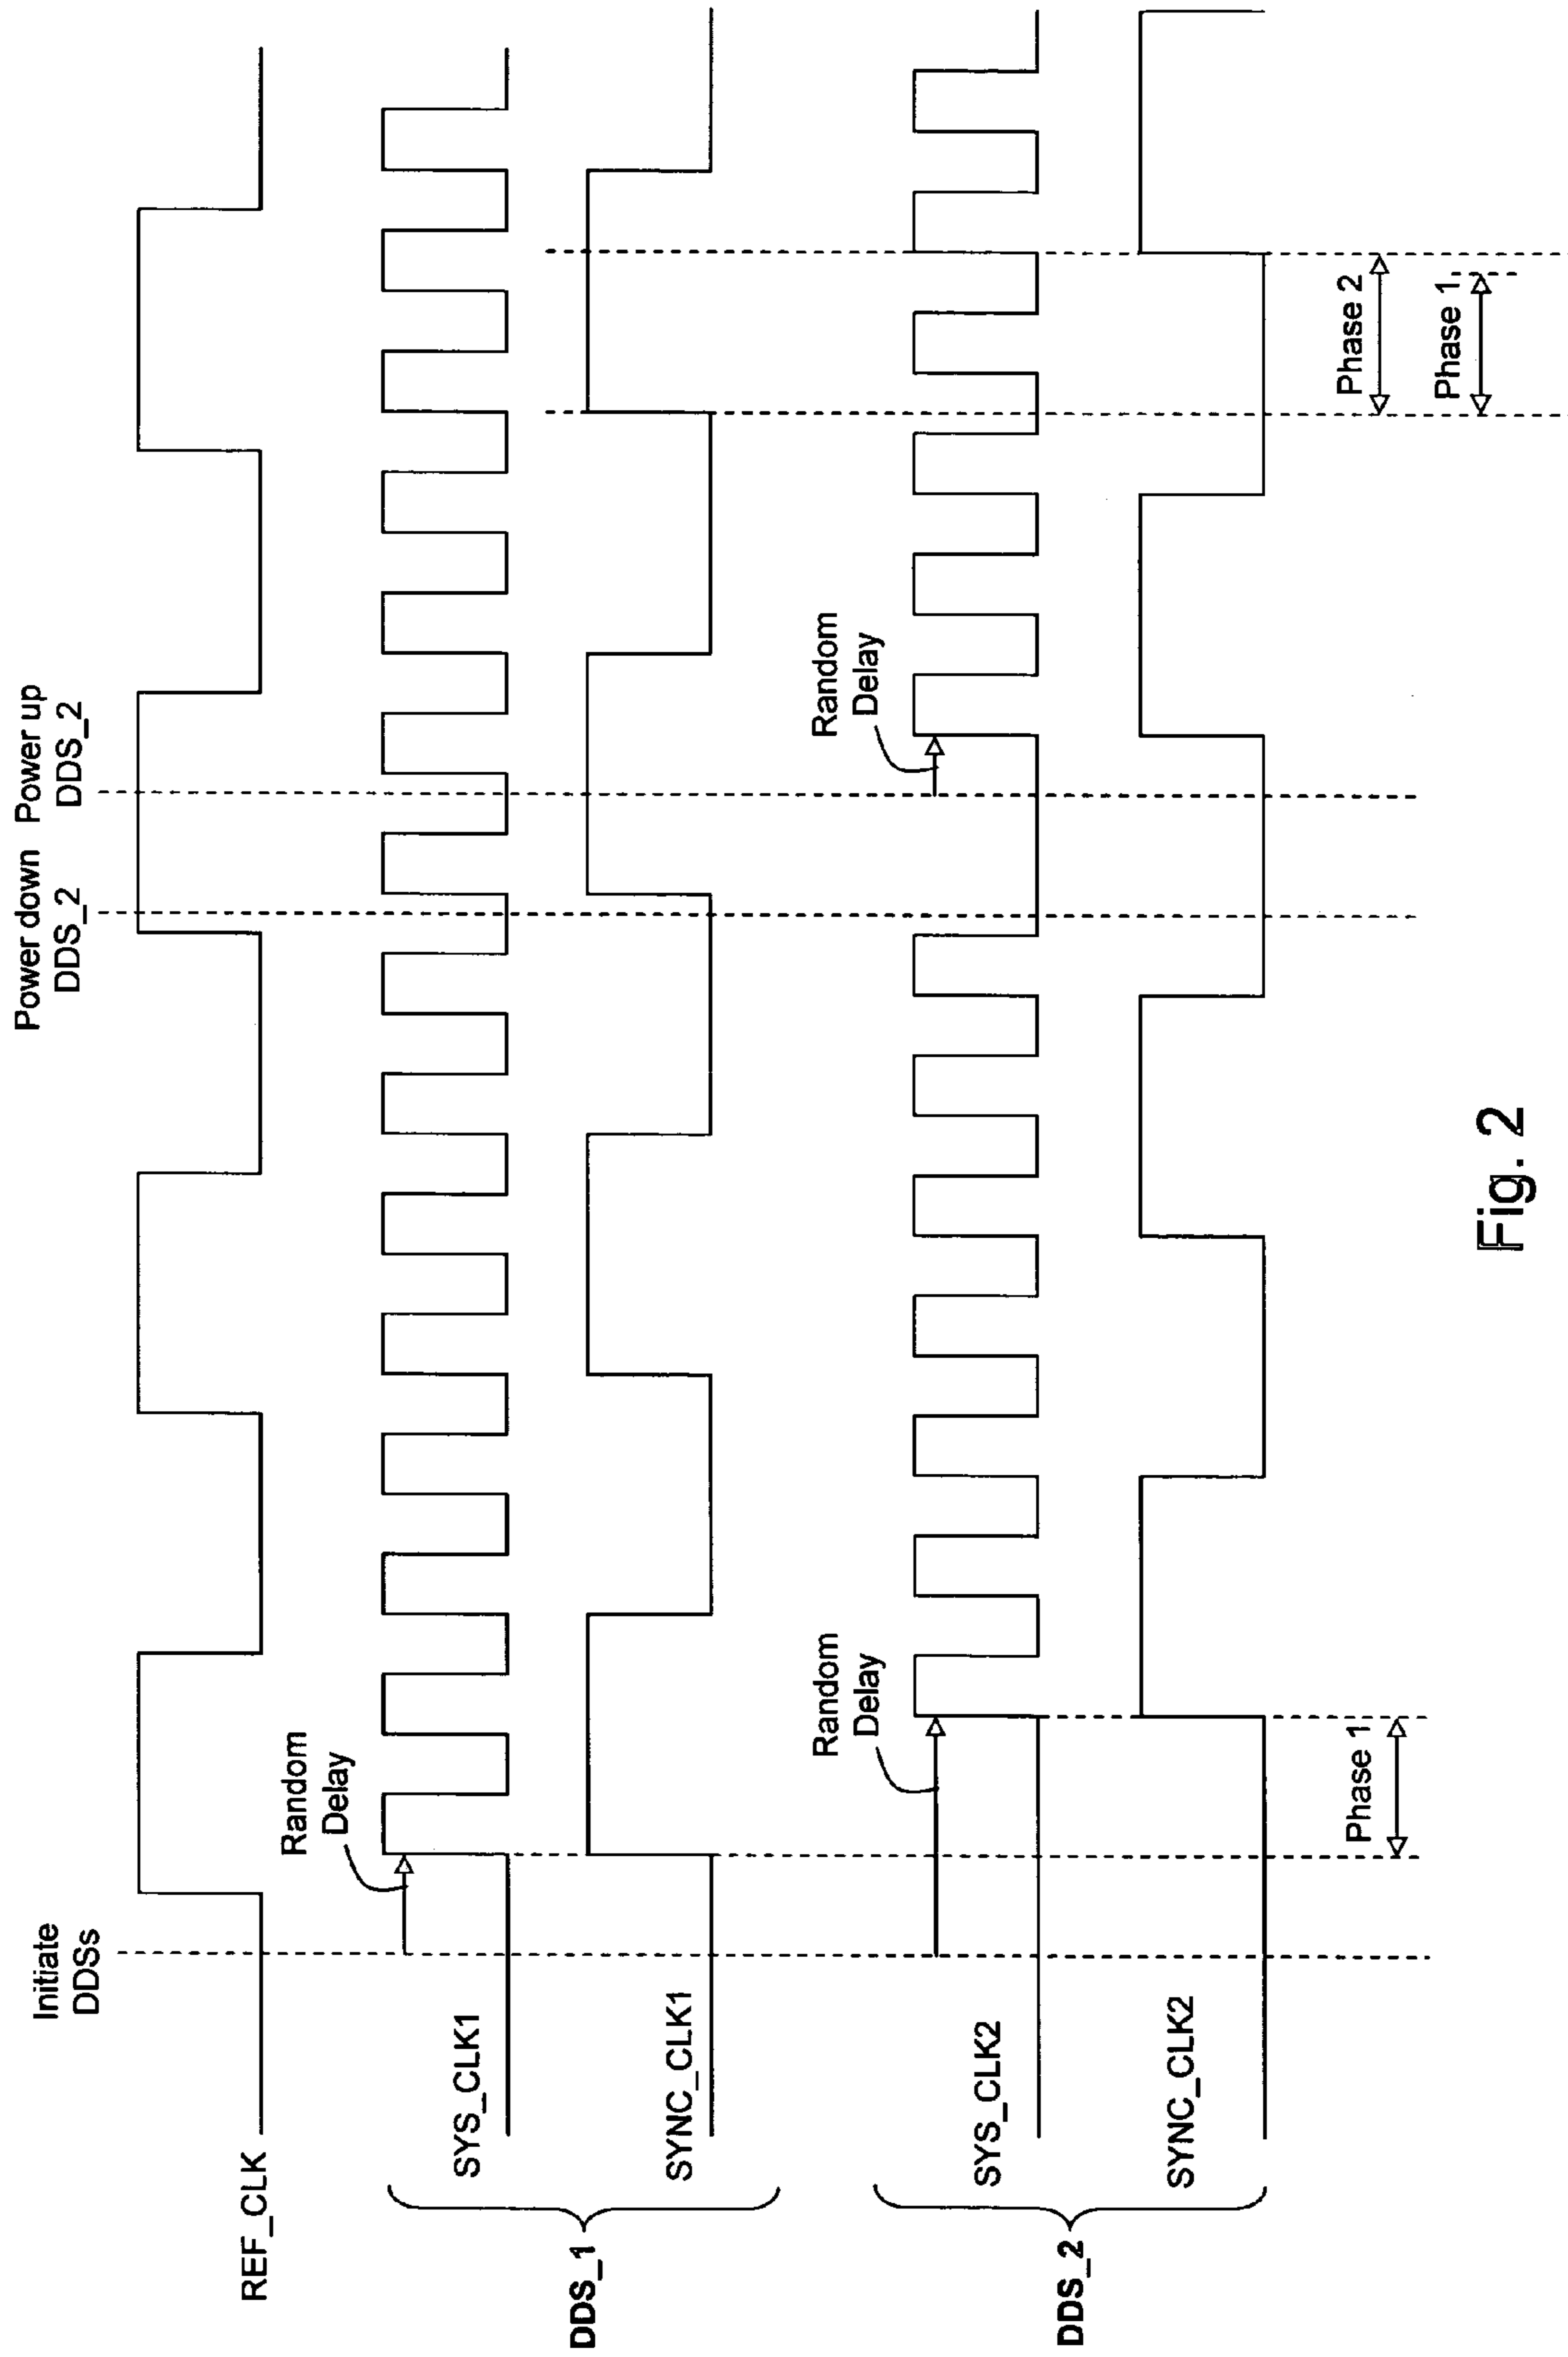 Initiate
DDSs
Power down
DDS_2
Power up
DDS_2
REF_CLK
Random
Delay
SYS_CLK1
SYNC_CLK1
DDS_1
Random
Delay
Random
Delay
SYS_CLK2
SYNC_CLK2
DDS_2
Phase 1
Phase 2
Phase 1
Fig. 2